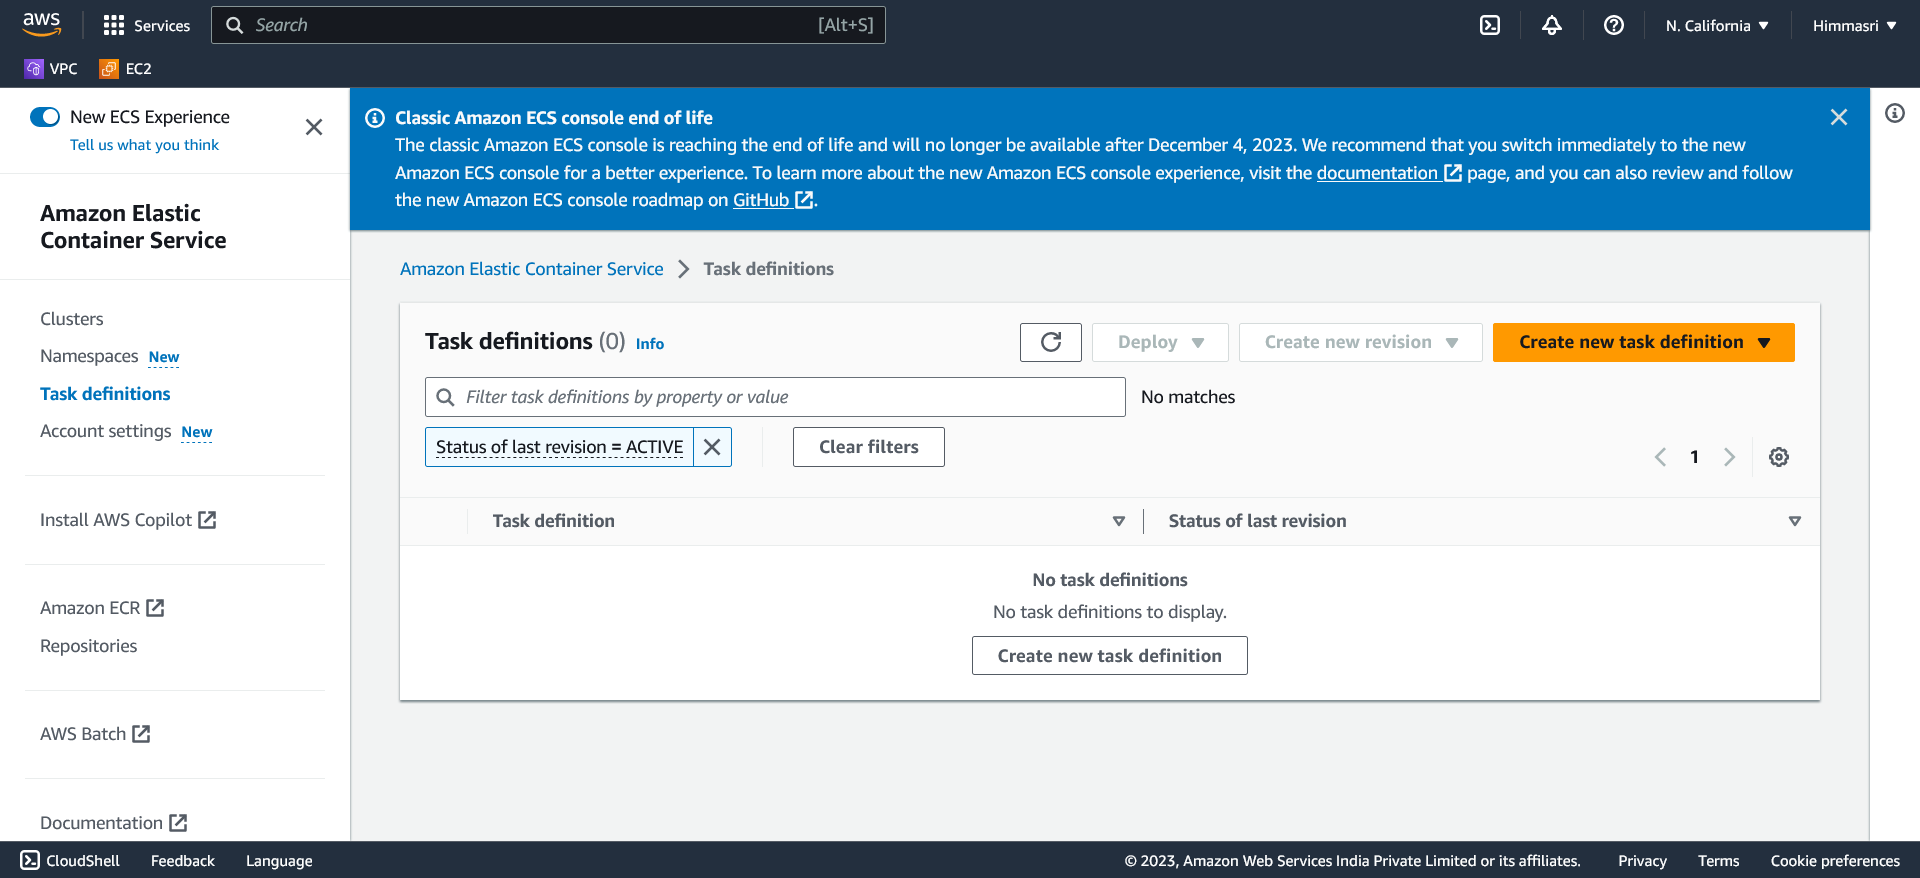 aws
Services
Search [Alt+S]
N. California
Himmasri
VPC
EC2
New ECS Experience
Tell us what you think
Classic Amazon ECS console end of life
The classic Amazon ECS console is reaching the end of life and will no longer be available after December 4, 2023. We recommend that you switch immediately to the new
Amazon ECS console for a better experience. To learn more about the new Amazon ECS console experience, visit the documentation page, and you can also review and follow
the new Amazon ECS console roadmap on GitHub.
Amazon Elastic
Container Service
Clusters
Namespaces New
Task definitions
Account settings New
Install AWS Copilot
Amazon ECR
Repositories
AWS Batch
Documentation
Amazon Elastic Container Service
Task definitions
Task definitions (0) Info
Deploy
Create new revision
Create new task definition
Filter task definitions by property or value
No matches
Status of last revision = ACTIVE
Clear filters
1
Task definition
Status of last revision
No task definitions
No task definitions to display.
Create new task definition
CloudShell
Feedback
Language
© 2023, Amazon Web Services India Private Limited or its affiliates.
Privacy
Terms
Cookie preferences